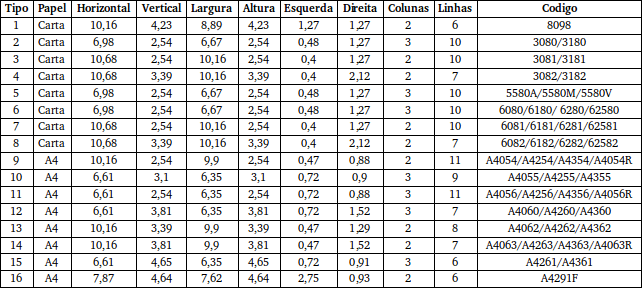 Tipo Papel Horizontal Vertical Largura Altura Esquerda Direita Colunas Linhas Codigo
1 Carta 10,16 4,23 8,89 4,23 1,27 1,27 2 6 8098
2 Carta 6,98 2,54 6,67 2,54 0,48 1,27 3 10 3080/3180
3 Carta 10,68 2,54 10,16 2,54 0,4 1,27 2 10 3081/3181
4 Carta 10,68 3,39 10,16 3,39 0,4 2,12 2 7 3082/3182
5 Carta 6,98 2,54 6,67 2,54 0,48 1,27 3 10 5580A/5580M/5580V
6 Carta 6,98 2,54 6,67 2,54 0,48 1,27 3 10 6080/6180/ 6280/62580
7 Carta 10,68 2,54 10,16 2,54 0,4 1,27 2 10 6081/6181/6281/62581
8 Carta 10,68 3,39 10,16 3,39 0,4 2,12 2 7 6082/6182/6282/62582
9 A4 10,16 2,54 9,9 2,54 0,47 0,88 2 11 A4054/A4254/A4354/A4054R
10 A4 6,61 3,1 6,35 3,1 0,72 0,9 3 9 A4055/A4255/A4355
11 A4 6,61 2,54 6,35 2,54 0,72 0,88 3 11 A4056/A4256/A4356/A4056R
12 A4 6,61 3,81 6,35 3,81 0,72 1,52 3 7 A4060/A4260/A4360
13 A4 10,16 3,39 9,9 3,39 0,47 1,29 2 8 A4062/A4262/A4362
14 A4 10,16 3,81 9,9 3,81 0,47 1,52 2 7 A4063/A4263/A4363/A4063R
15 A4 6,61 4,65 6,35 4,65 0,72 0,91 3 6 A4261/A4361
16 A4 7,87 4,64 7,62 4,64 2,75 0,93 2 6 A4291F